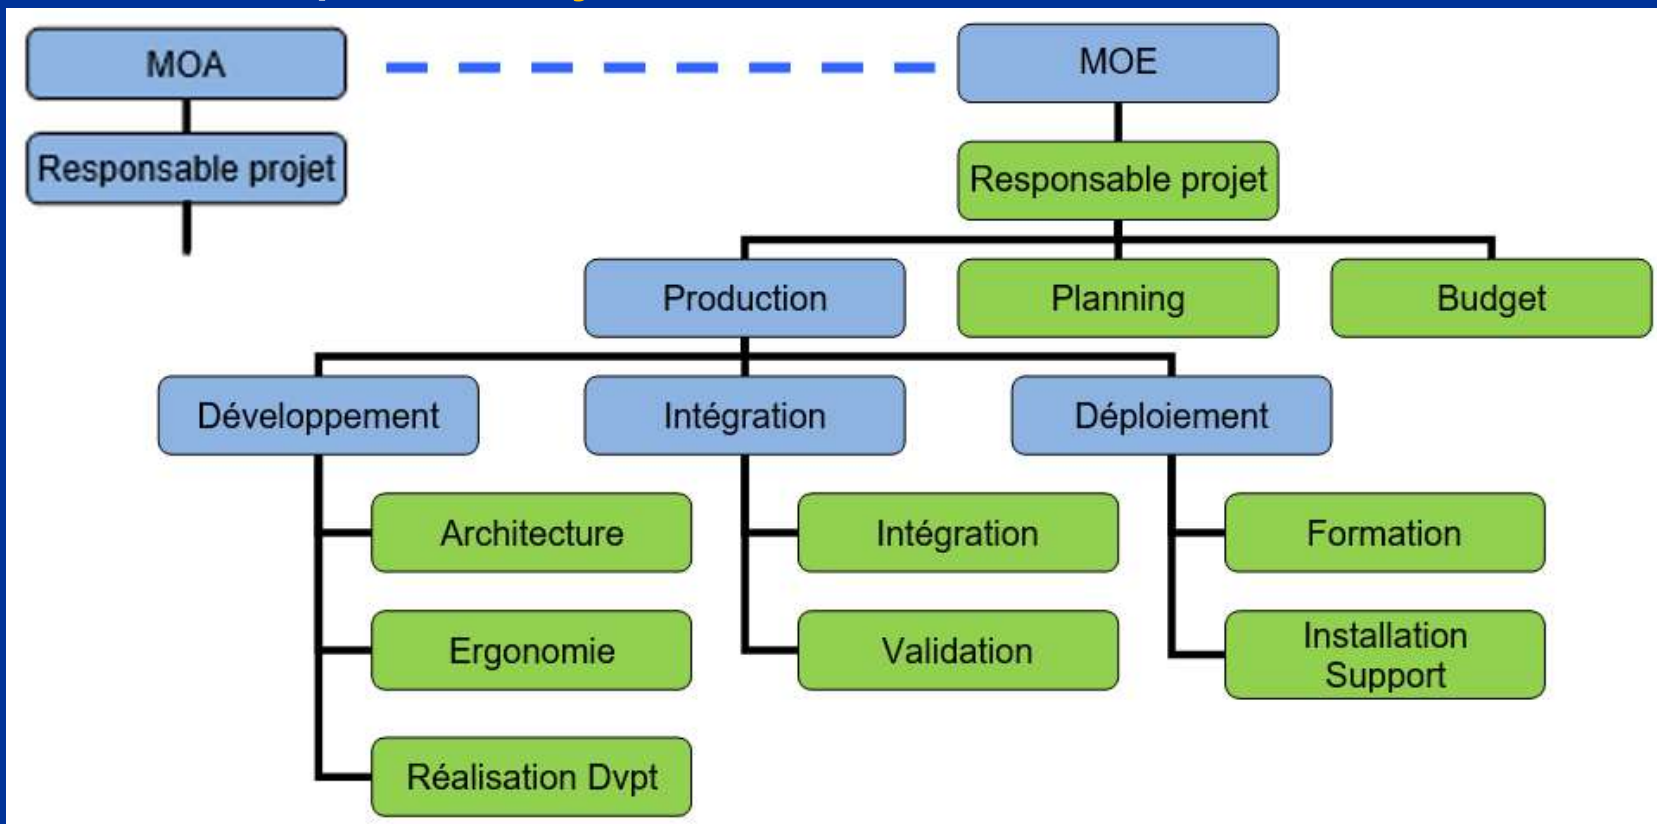 MOA
MOE
Responsable projet
Responsable projet
Production
Planning
Budget
Développement
Intégration
Déploiement
Architecture
Intégration
Formation
Ergonomie
Validation
Installation
Support
Réalisation Dvpt